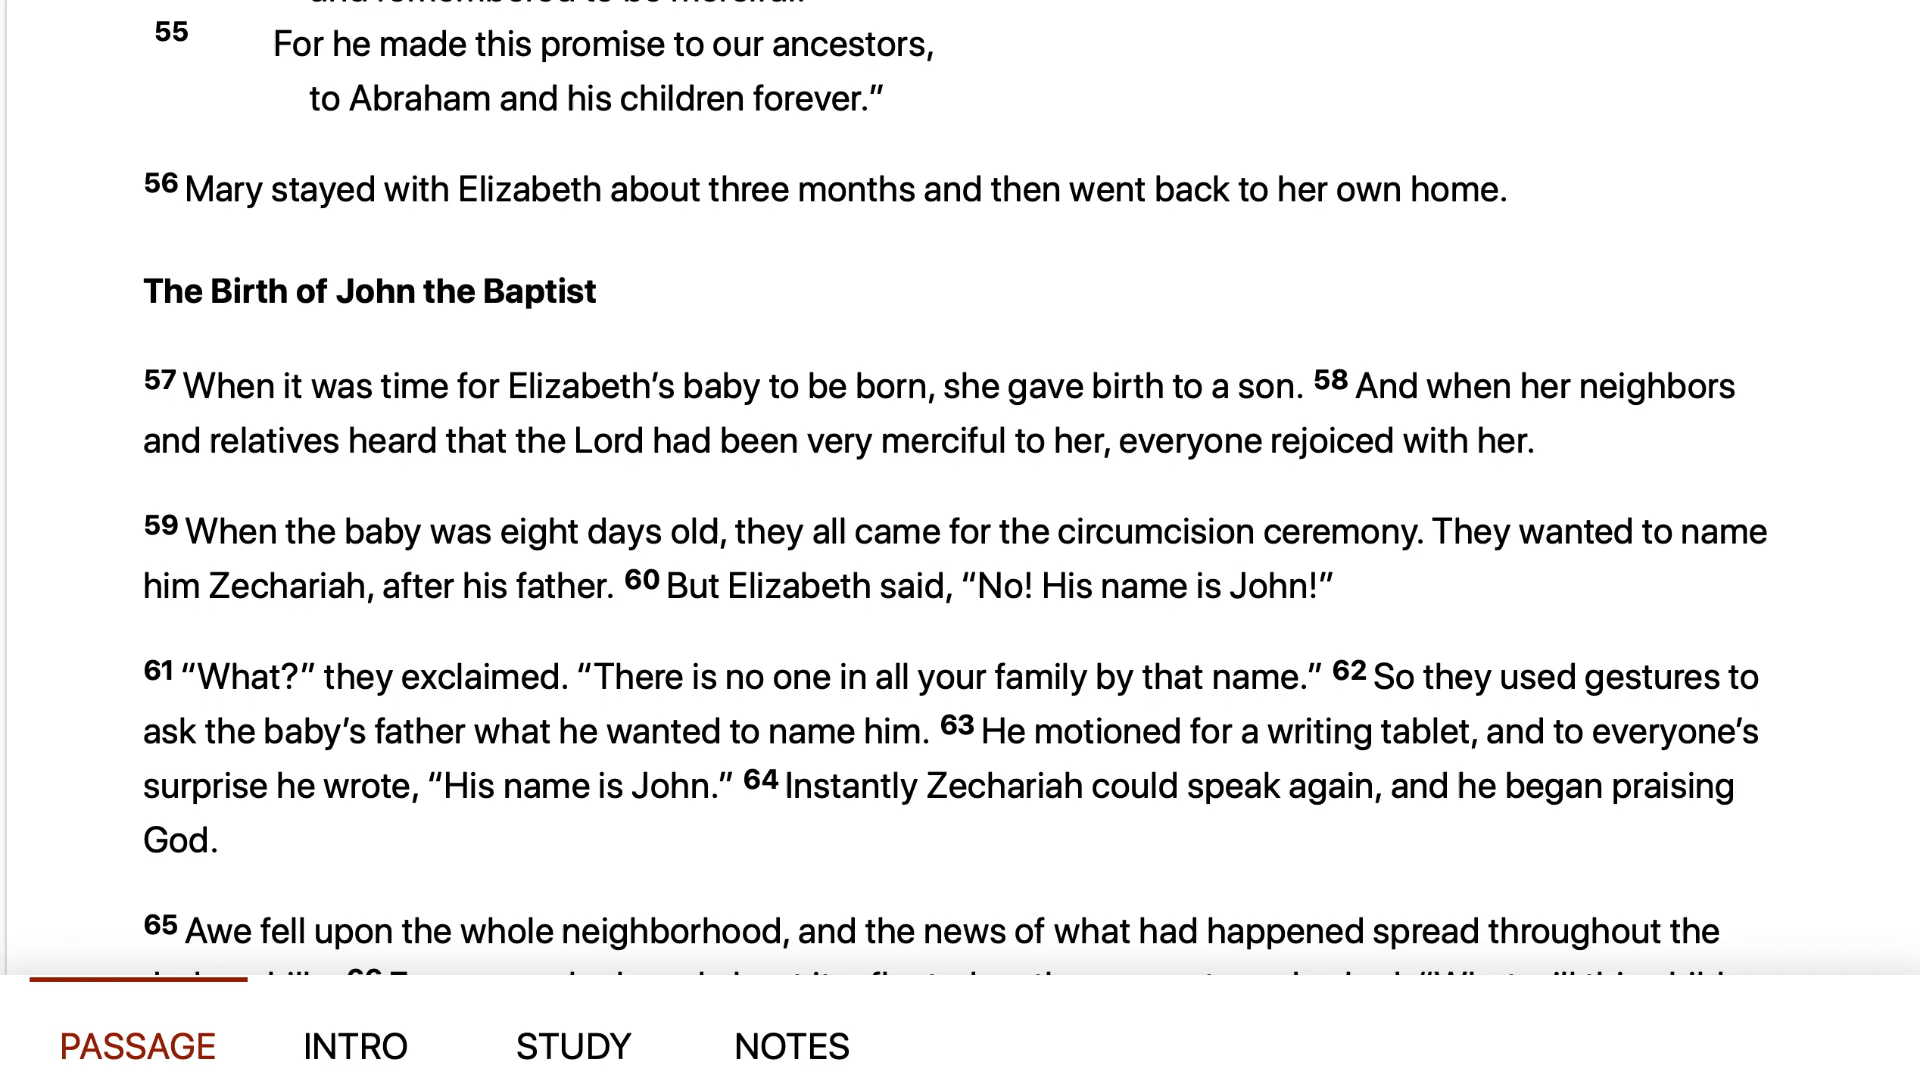 55 For he made this promise to our ancestors,
to Abraham and his children forever.”
56 Mary stayed with Elizabeth about three months and then went back to her own home.
The Birth of John the Baptist
57 When it was time for Elizabeth’s baby to be born, she gave birth to a son. 58 And when her neighbors
and relatives heard that the Lord had been very merciful to her, everyone rejoiced with her.
59 When the baby was eight days old, they all came for the circumcision ceremony. They wanted to name
him Zechariah, after his father. 60 But Elizabeth said, “No! His name is John!”
61 “What?” they exclaimed. “There is no one in all your family by that name.” 62 So they used gestures to
ask the baby’s father what he wanted to name him. 63 He motioned for a writing tablet, and to everyone’s
surprise he wrote, “His name is John.” 64 Instantly Zechariah could speak again, and he began praising
God.
65 Awe fell upon the whole neighborhood, and the news of what had happened spread throughout the
PASSAGE INTRO STUDY NOTES